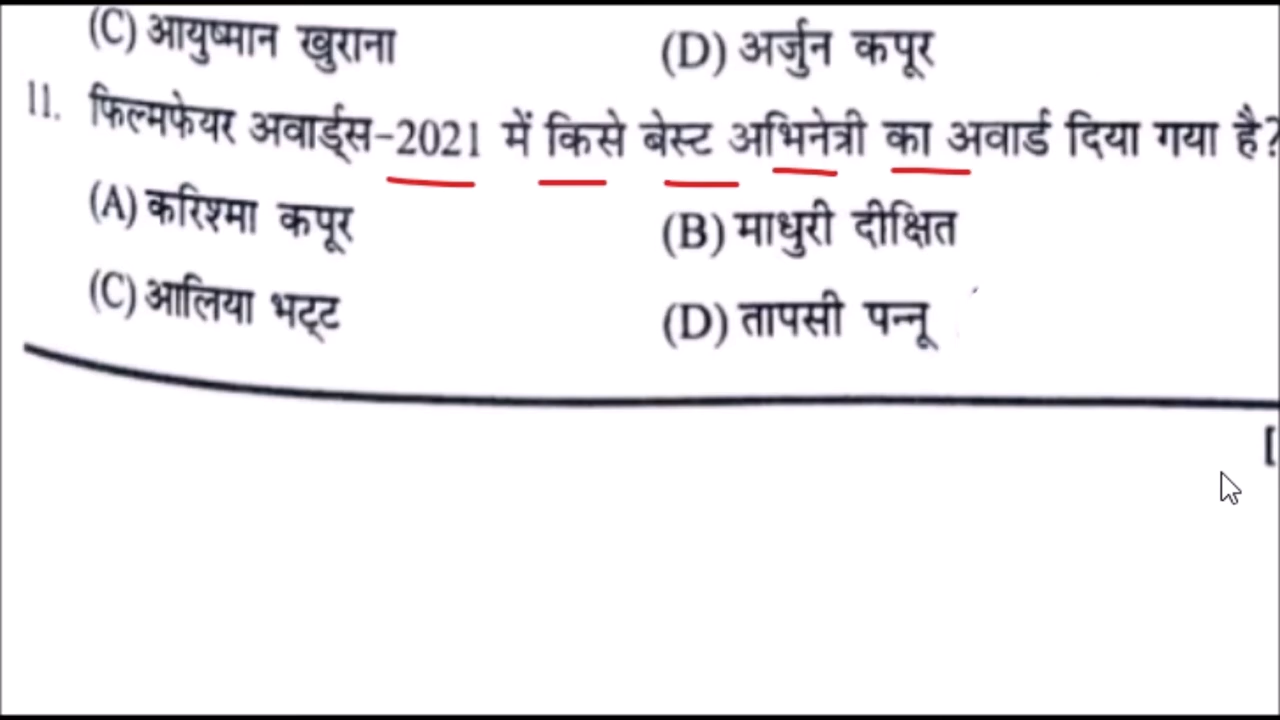 (C) आयुष्मान खुराना (D) अर्जुन कपूर
11. फिल्मफेयर अवार्ड्स-2021 में किसे बेस्ट अभिनेत्री का अवार्ड दिया गया है?
(A) करिश्मा कपूर (B) माधुरी दीक्षित
(C) आलिया भट्ट (D) तापसी पन्नू
[